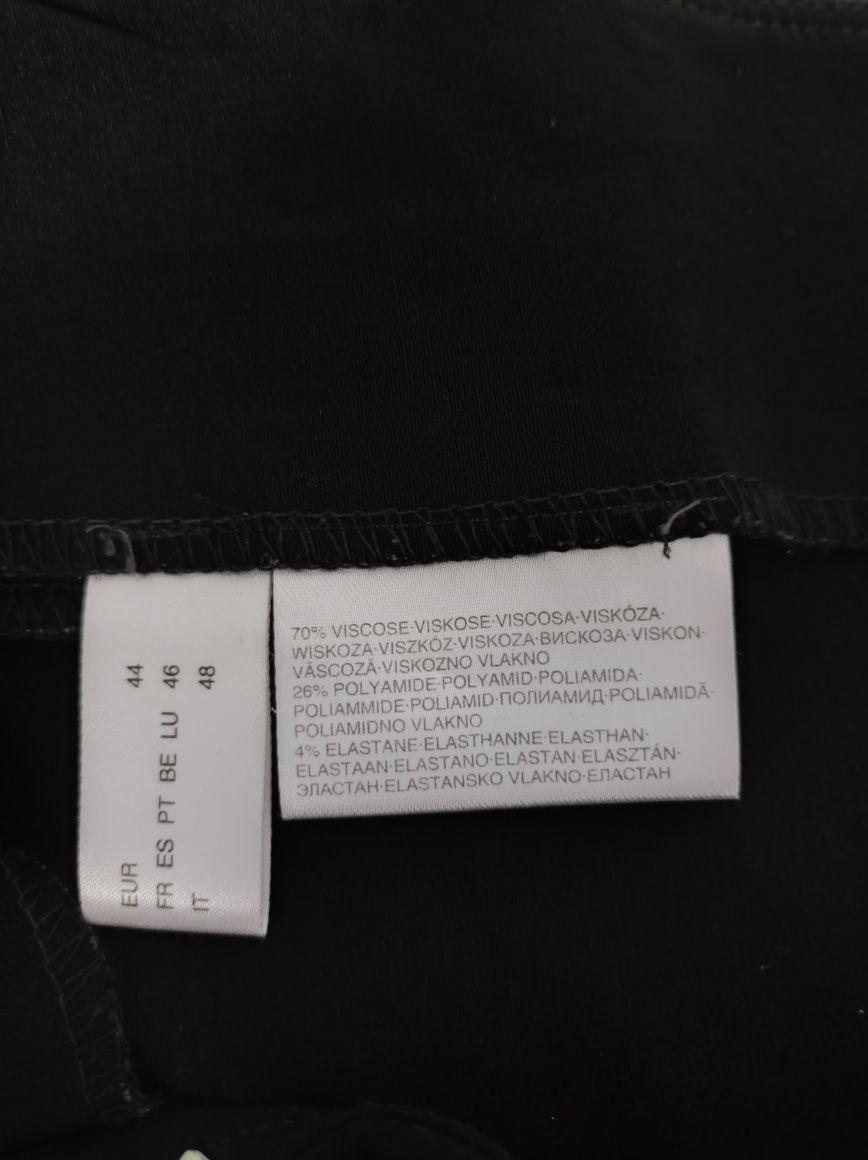 EUR 44
FR ES PT BE LU 46
IT 48
70% VISCOSE·VISKOSE·VISCOSA·VISKÓZA·
WISKOZA·VISZKÓZ·VISKOZA·ВИСКОЗА·VISKON·
VÂSCOZĂ·VISKOZNO VLAKNO
26% POLYAMIDE·POLYAMID·POLIAMIDA·
POLIAMMIDE·POLIAMID·ПОЛИАМИД·POLIAMIDĂ·
POLIAMIDNO VLAKNO
4% ELASTANE·ELASTHANNE·ELASTHAN·
ELASTAAN·ELASTANO·ELASTAN·ELASZTÁN·
ЭЛАСТАН·ELASTANSKO VLAKNO·ЕЛАСТАН